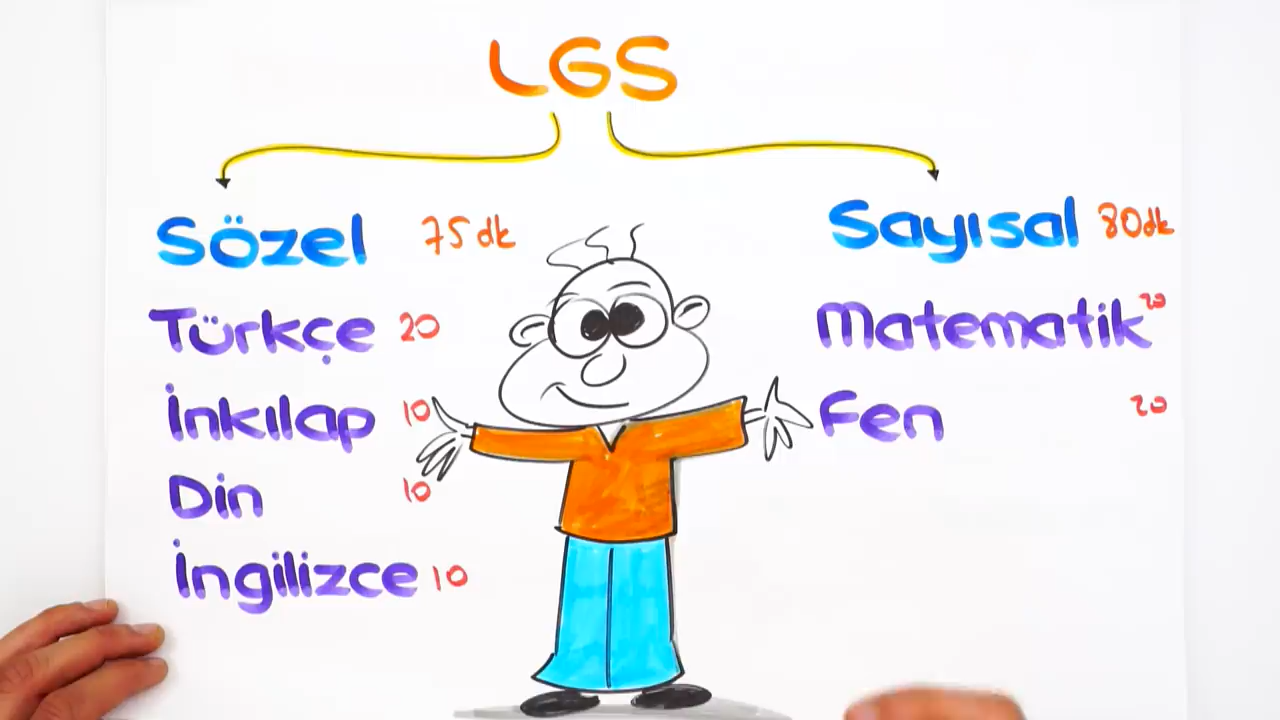 LGS
Sözel 75 dk
Türkçe 20
İnkılap 10
Din 10
İngilizce 10
Sayısal 80dk
Matematik 20
Fen 20